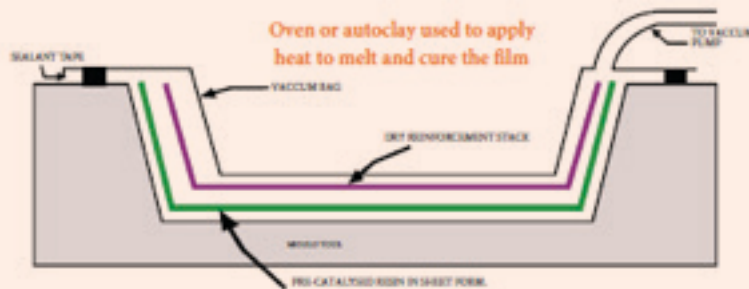 Oven or autoclay used to apply
heat to melt and cure the film
SEALANT TAPE
TO VACCUM
PUMP
VACCUM BAG
DRY REINFORCEMENT STACK
MOULD TOOL
PRE-CATALYSED RESIN IN SHEET FORM.